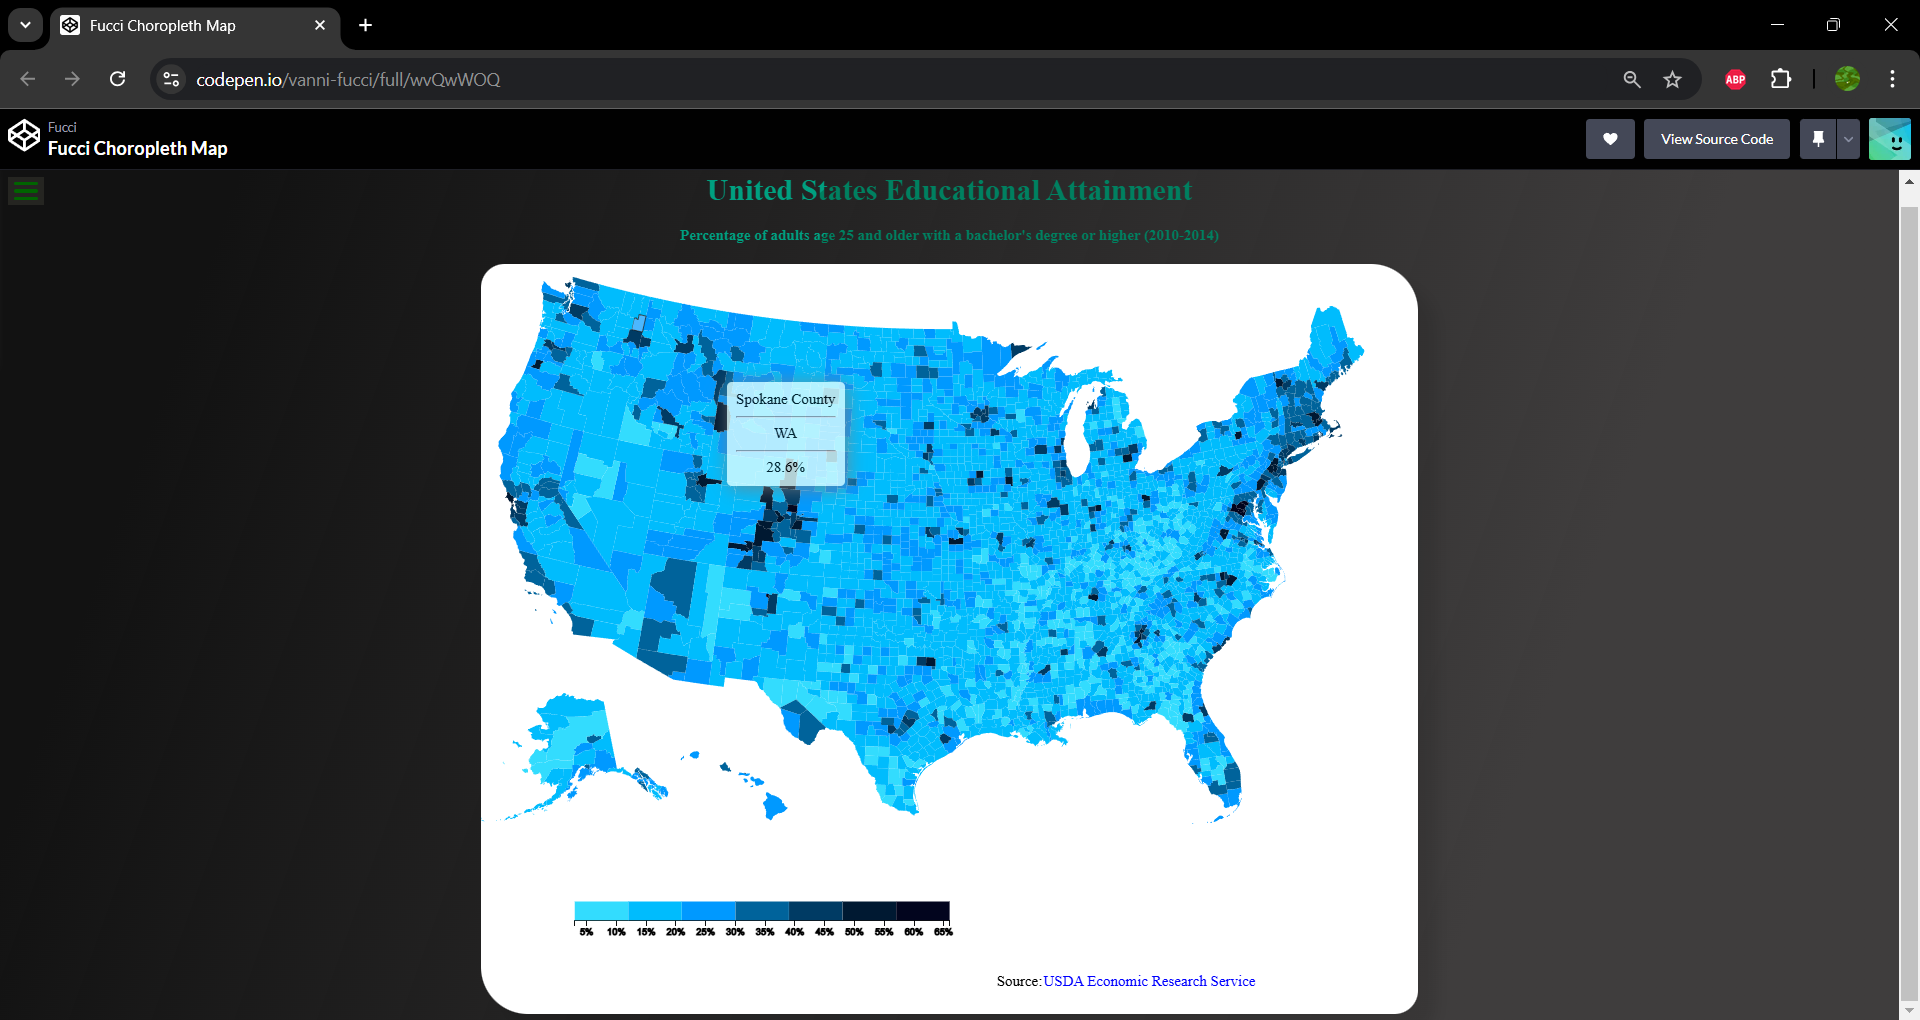 Fucci Choropleth Map
codepen.io/vanni-fucci/full/wvQwWOQ
ABP
Fucci
Fucci Choropleth Map
View Source Code
United States Educational Attainment
Percentage of adults age 25 and older with a bachelor's degree or higher (2010-2014)
Spokane County
WA
28.6%
5% 10% 15% 20% 25% 30% 35% 40% 45% 50% 55% 60% 65%
Source:USDA Economic Research Service